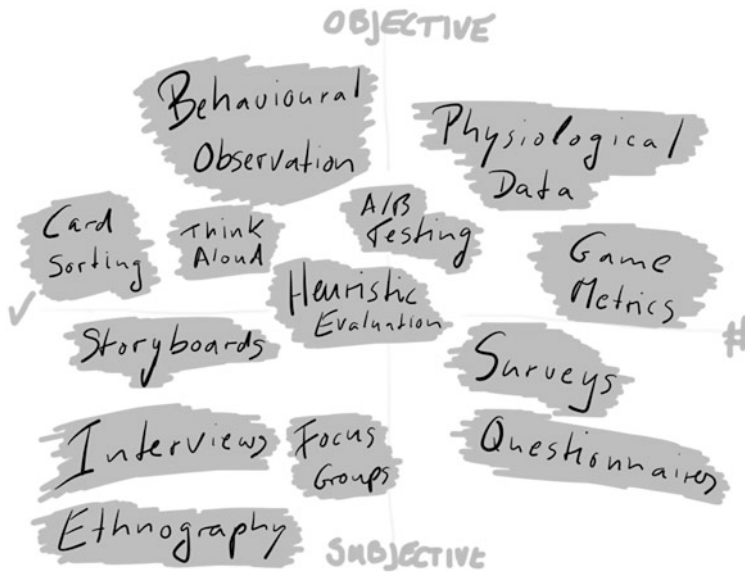 OBJECTIVE
Behavioural
Observation
Physiological
Data
Card
Sorting
Think
Aloud
A/B
Testing
Game
Metrics
Heuristic
Evaluation
#
Storyboards
Surveys
Interviews
Focus
Groups
Questionnaires
Ethnography
SUBJECTIVE